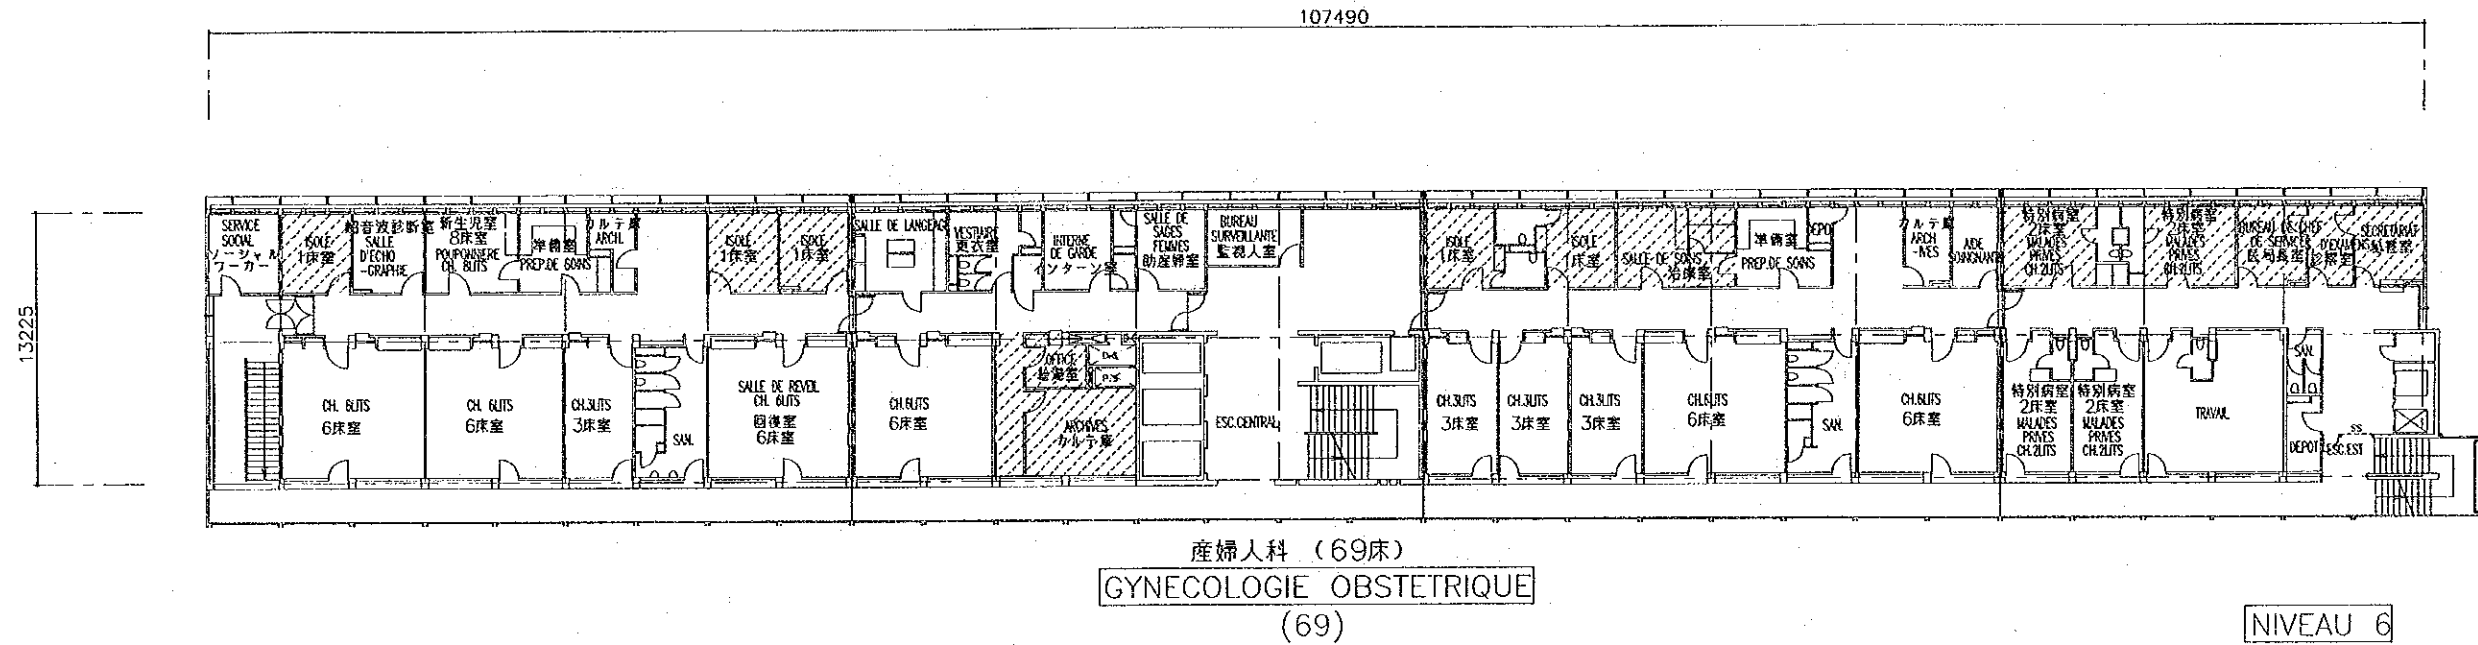 107490
13225
SERVICE
SOCIAL
ソーシャル
ワーカー
ISOLE
1床室
超音波診断室
SALLE
D'ECHO
-GRAPHIE
新生児室
8床室
POUPONNIERE
CH. 8LITS
準備室
PREP.DE SOINS
カルテ庫
ARCH.
ISOLE
1床室
ISOLE
1床室
SALLE DE LANGEAGE
VESTIAIRE
更衣室
INTERNE
DE GARDE
インターン室
SALLE DE
SAGES
FEMMES
助産婦室
BUREAU
SURVEILLANTE
監視人室
ISOLE
1床室
ISOLE
1床室
SALLE DE SOINS
治療室
準備室
PREP.DE SOINS
DEPOT
カルテ庫
ARCH
-IVES
AIDE
SOIGNANTE
特別病室
2床室
MALADES
PRIVES
CH.2LITS
特別病室
2床室
MALADES
PRIVES
CH.2LITS
BUREAU DES CHEF
DE SERVICES
医局長室
診察室
SECRETARIAT
CH. 6LITS
6床室
CH. 6LITS
6床室
CH.3LITS
3床室
SAN.
SALLE DE REVEIL
CH. 6LITS
回復室
6床室
CH.6LITS
6床室
OFFICE
給湯室
D.S
P.S
ARCHIVES
カルテ庫
ESC.CENTRAL
CH.3LITS
3床室
CH.3LITS
3床室
CH.3LITS
3床室
CH.6LITS
6床室
SAN.
CH.6LITS
6床室
特別病室
2床室
MALADES
PRIVES
CH.2LITS
特別病室
2床室
MALADES
PRIVES
CH.2LITS
TRAVAIL
SAN.
DEPOT
SS
ESC.EST
産婦人科 (69床)
GYNECOLOGIE OBSTETRIQUE
(69)
NIVEAU 6